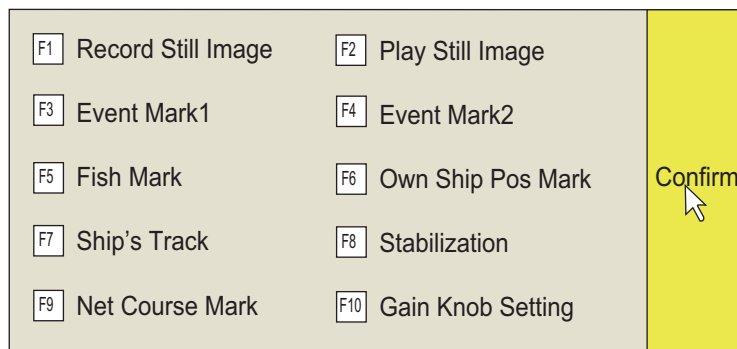 F1 Record Still Image F2 Play Still Image
F3 Event Mark1 F4 Event Mark2
F5 Fish Mark F6 Own Ship Pos Mark Confirm
F7 Ship's Track F8 Stabilization
F9 Net Course Mark F10 Gain Knob Setting